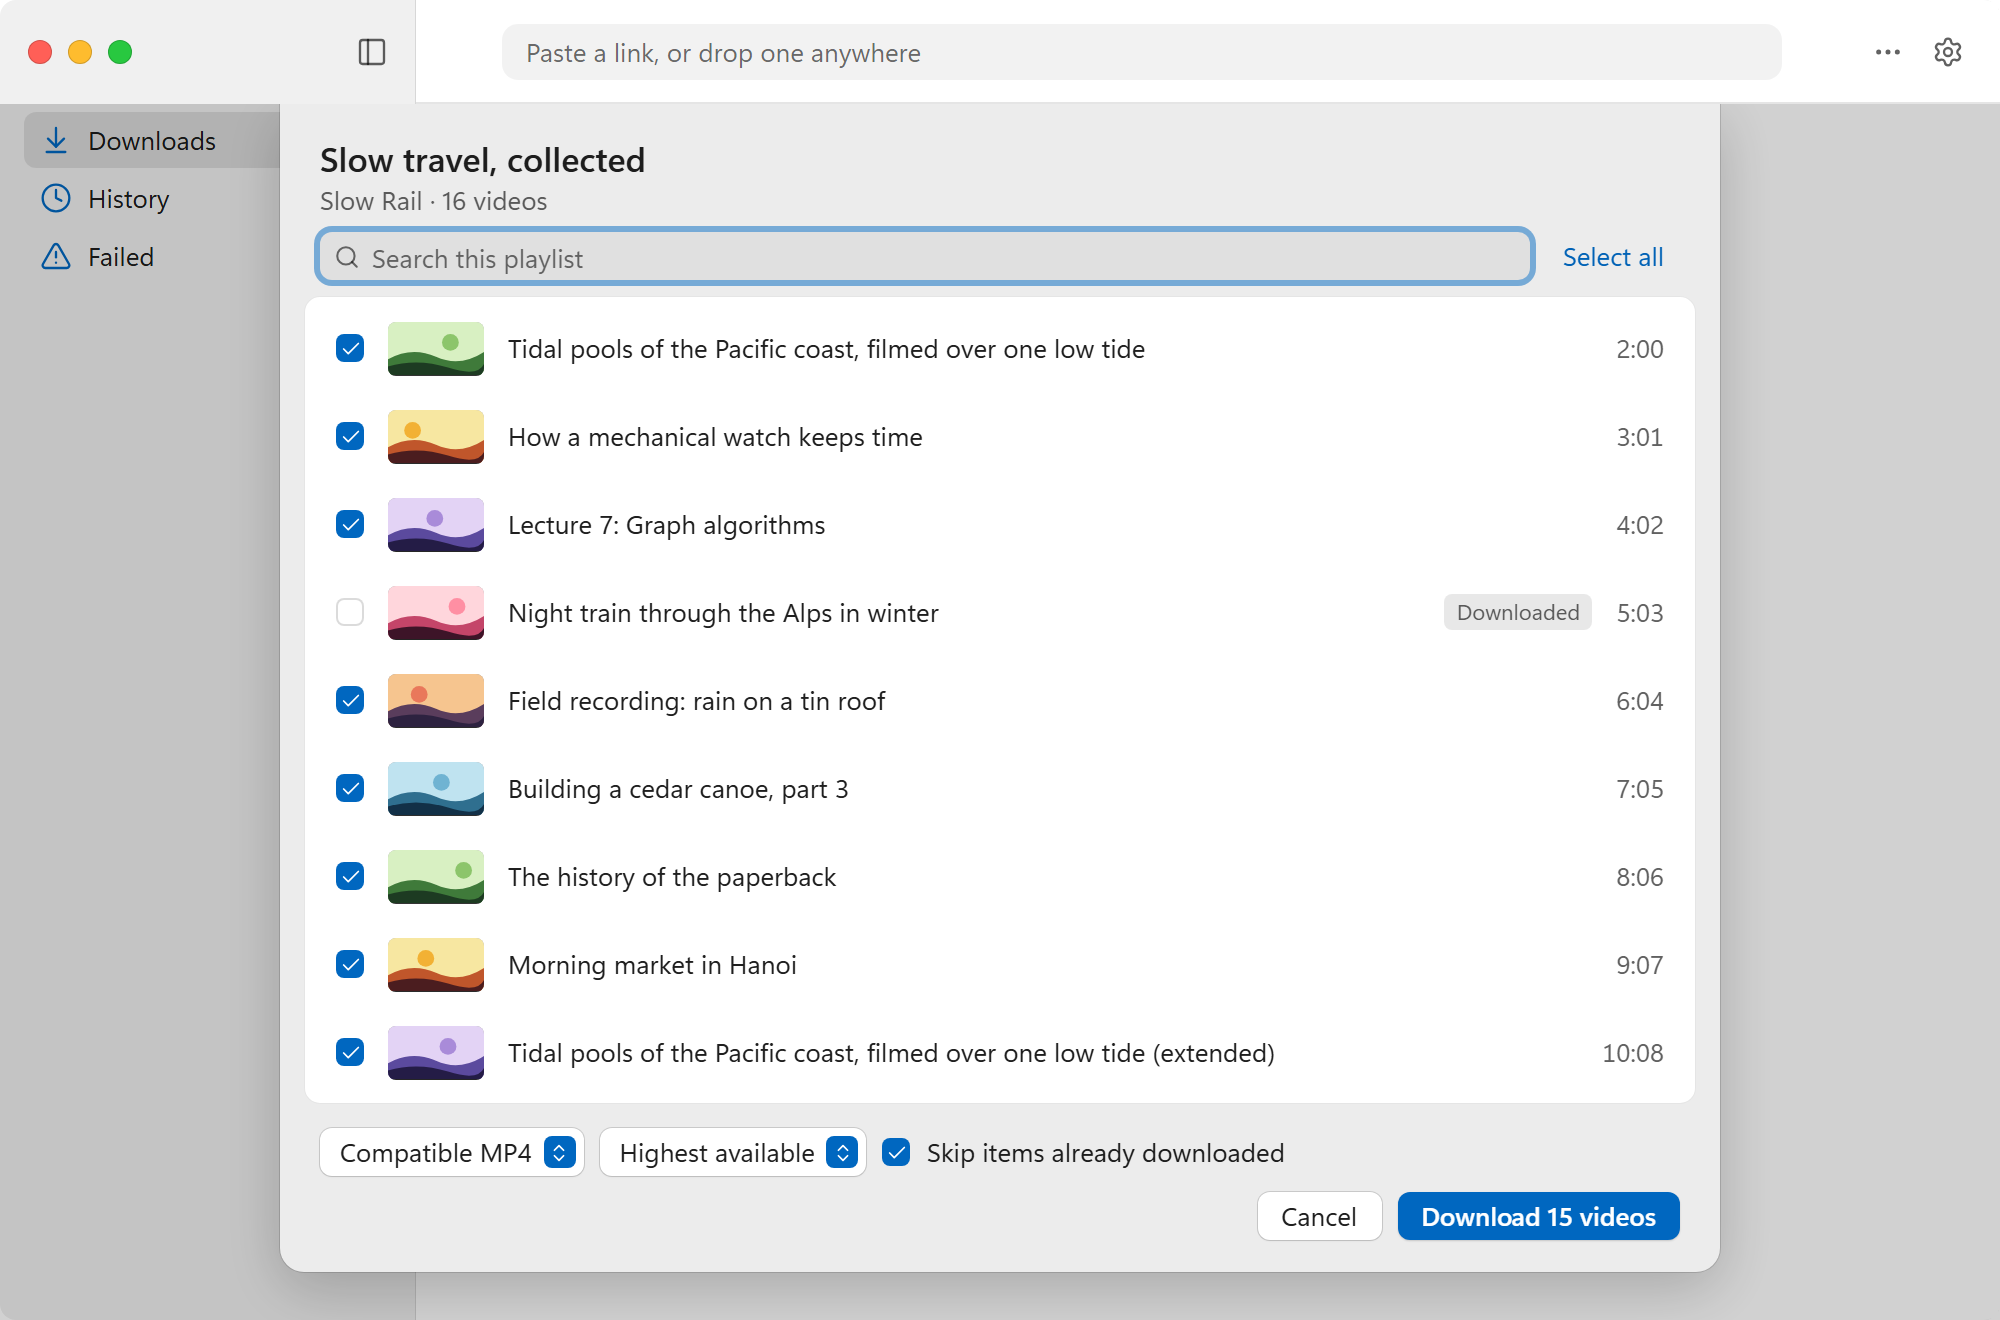 Paste a link, or drop one anywhere
Downloads
History
Failed
Slow travel, collected
Slow Rail · 16 videos
Search this playlist
Select all
Tidal pools of the Pacific coast, filmed over one low tide 2:00
How a mechanical watch keeps time 3:01
Lecture 7: Graph algorithms 4:02
Night train through the Alps in winter Downloaded 5:03
Field recording: rain on a tin roof 6:04
Building a cedar canoe, part 3 7:05
The history of the paperback 8:06
Morning market in Hanoi 9:07
Tidal pools of the Pacific coast, filmed over one low tide (extended) 10:08
Compatible MP4 Highest available Skip items already downloaded
Cancel Download 15 videos